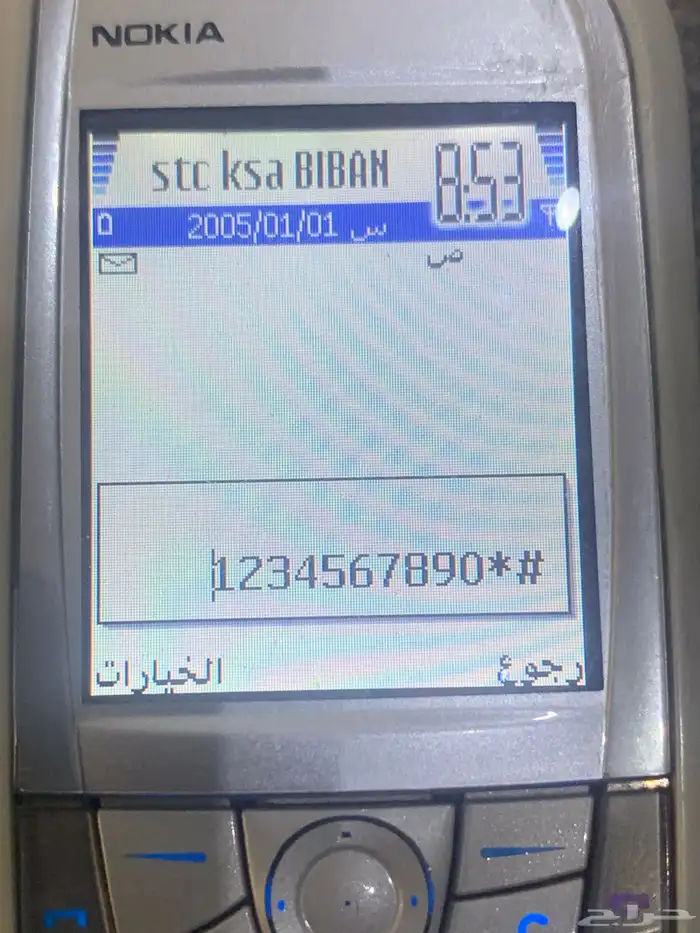 NOKIA
stc ksa BIBAN 8:53
س 2005/01/01
ص
1234567890*#
الخيارات رجوع
حراج